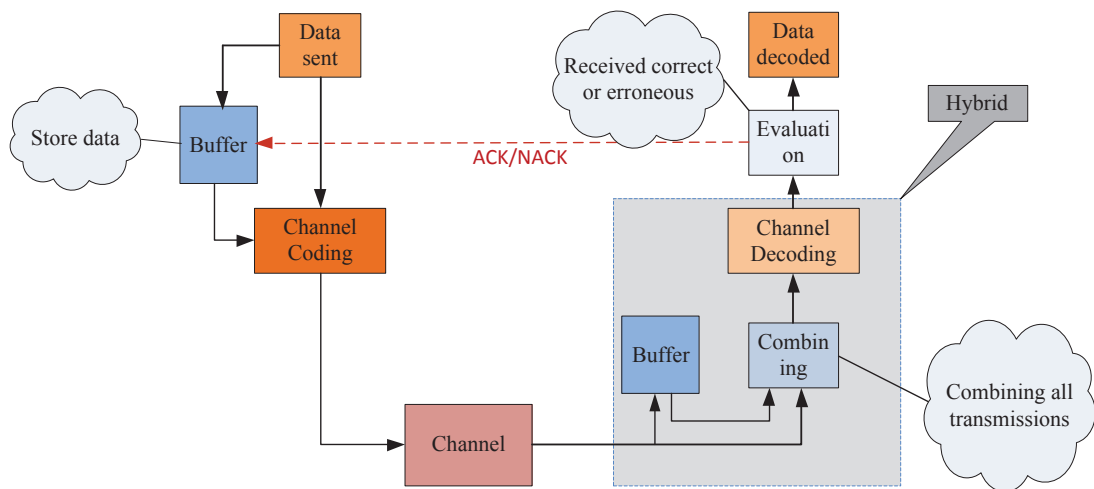 Data
sent
Buffer
Store data
Channel
Coding
Channel
ACK/NACK
Received correct
or erroneous
Data
decoded
Evaluati
on
Hybrid
Channel
Decoding
Buffer
Combin
ing
Combining all
transmissions